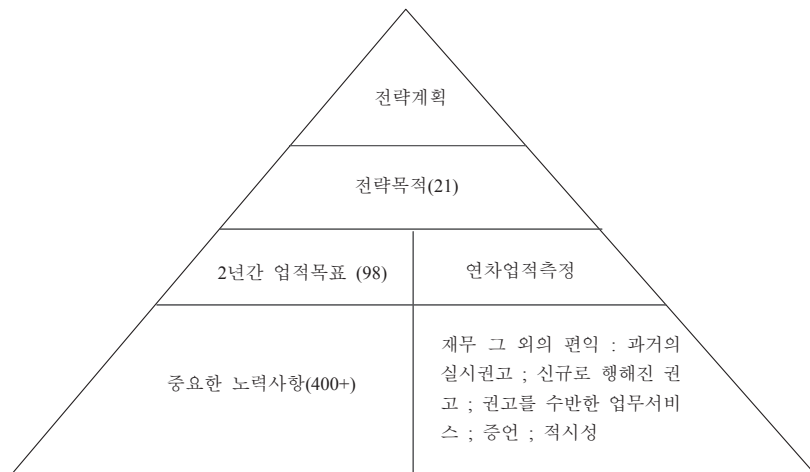 전략계획
전략목적(21)
2년간 업적목표 (98)
연차업적측정
중요한 노력사항(400+)
재무 그 외의 편익 : 과거의
실시권고 ; 신규로 행해진 권
고 ; 권고를 수반한 업무서비
스 ; 증언 ; 적시성